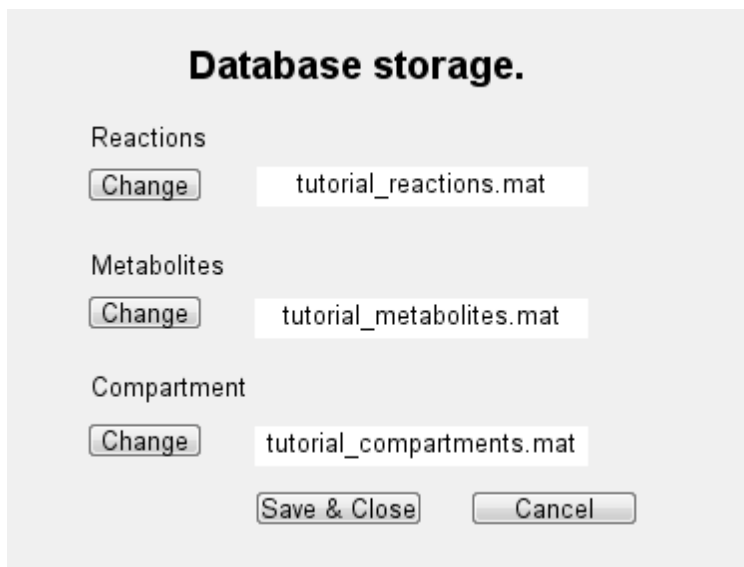 Database storage.
Reactions
Change tutorial_reactions.mat
Metabolites
Change tutorial_metabolites.mat
Compartment
Change tutorial_compartments.mat
Save & Close Cancel